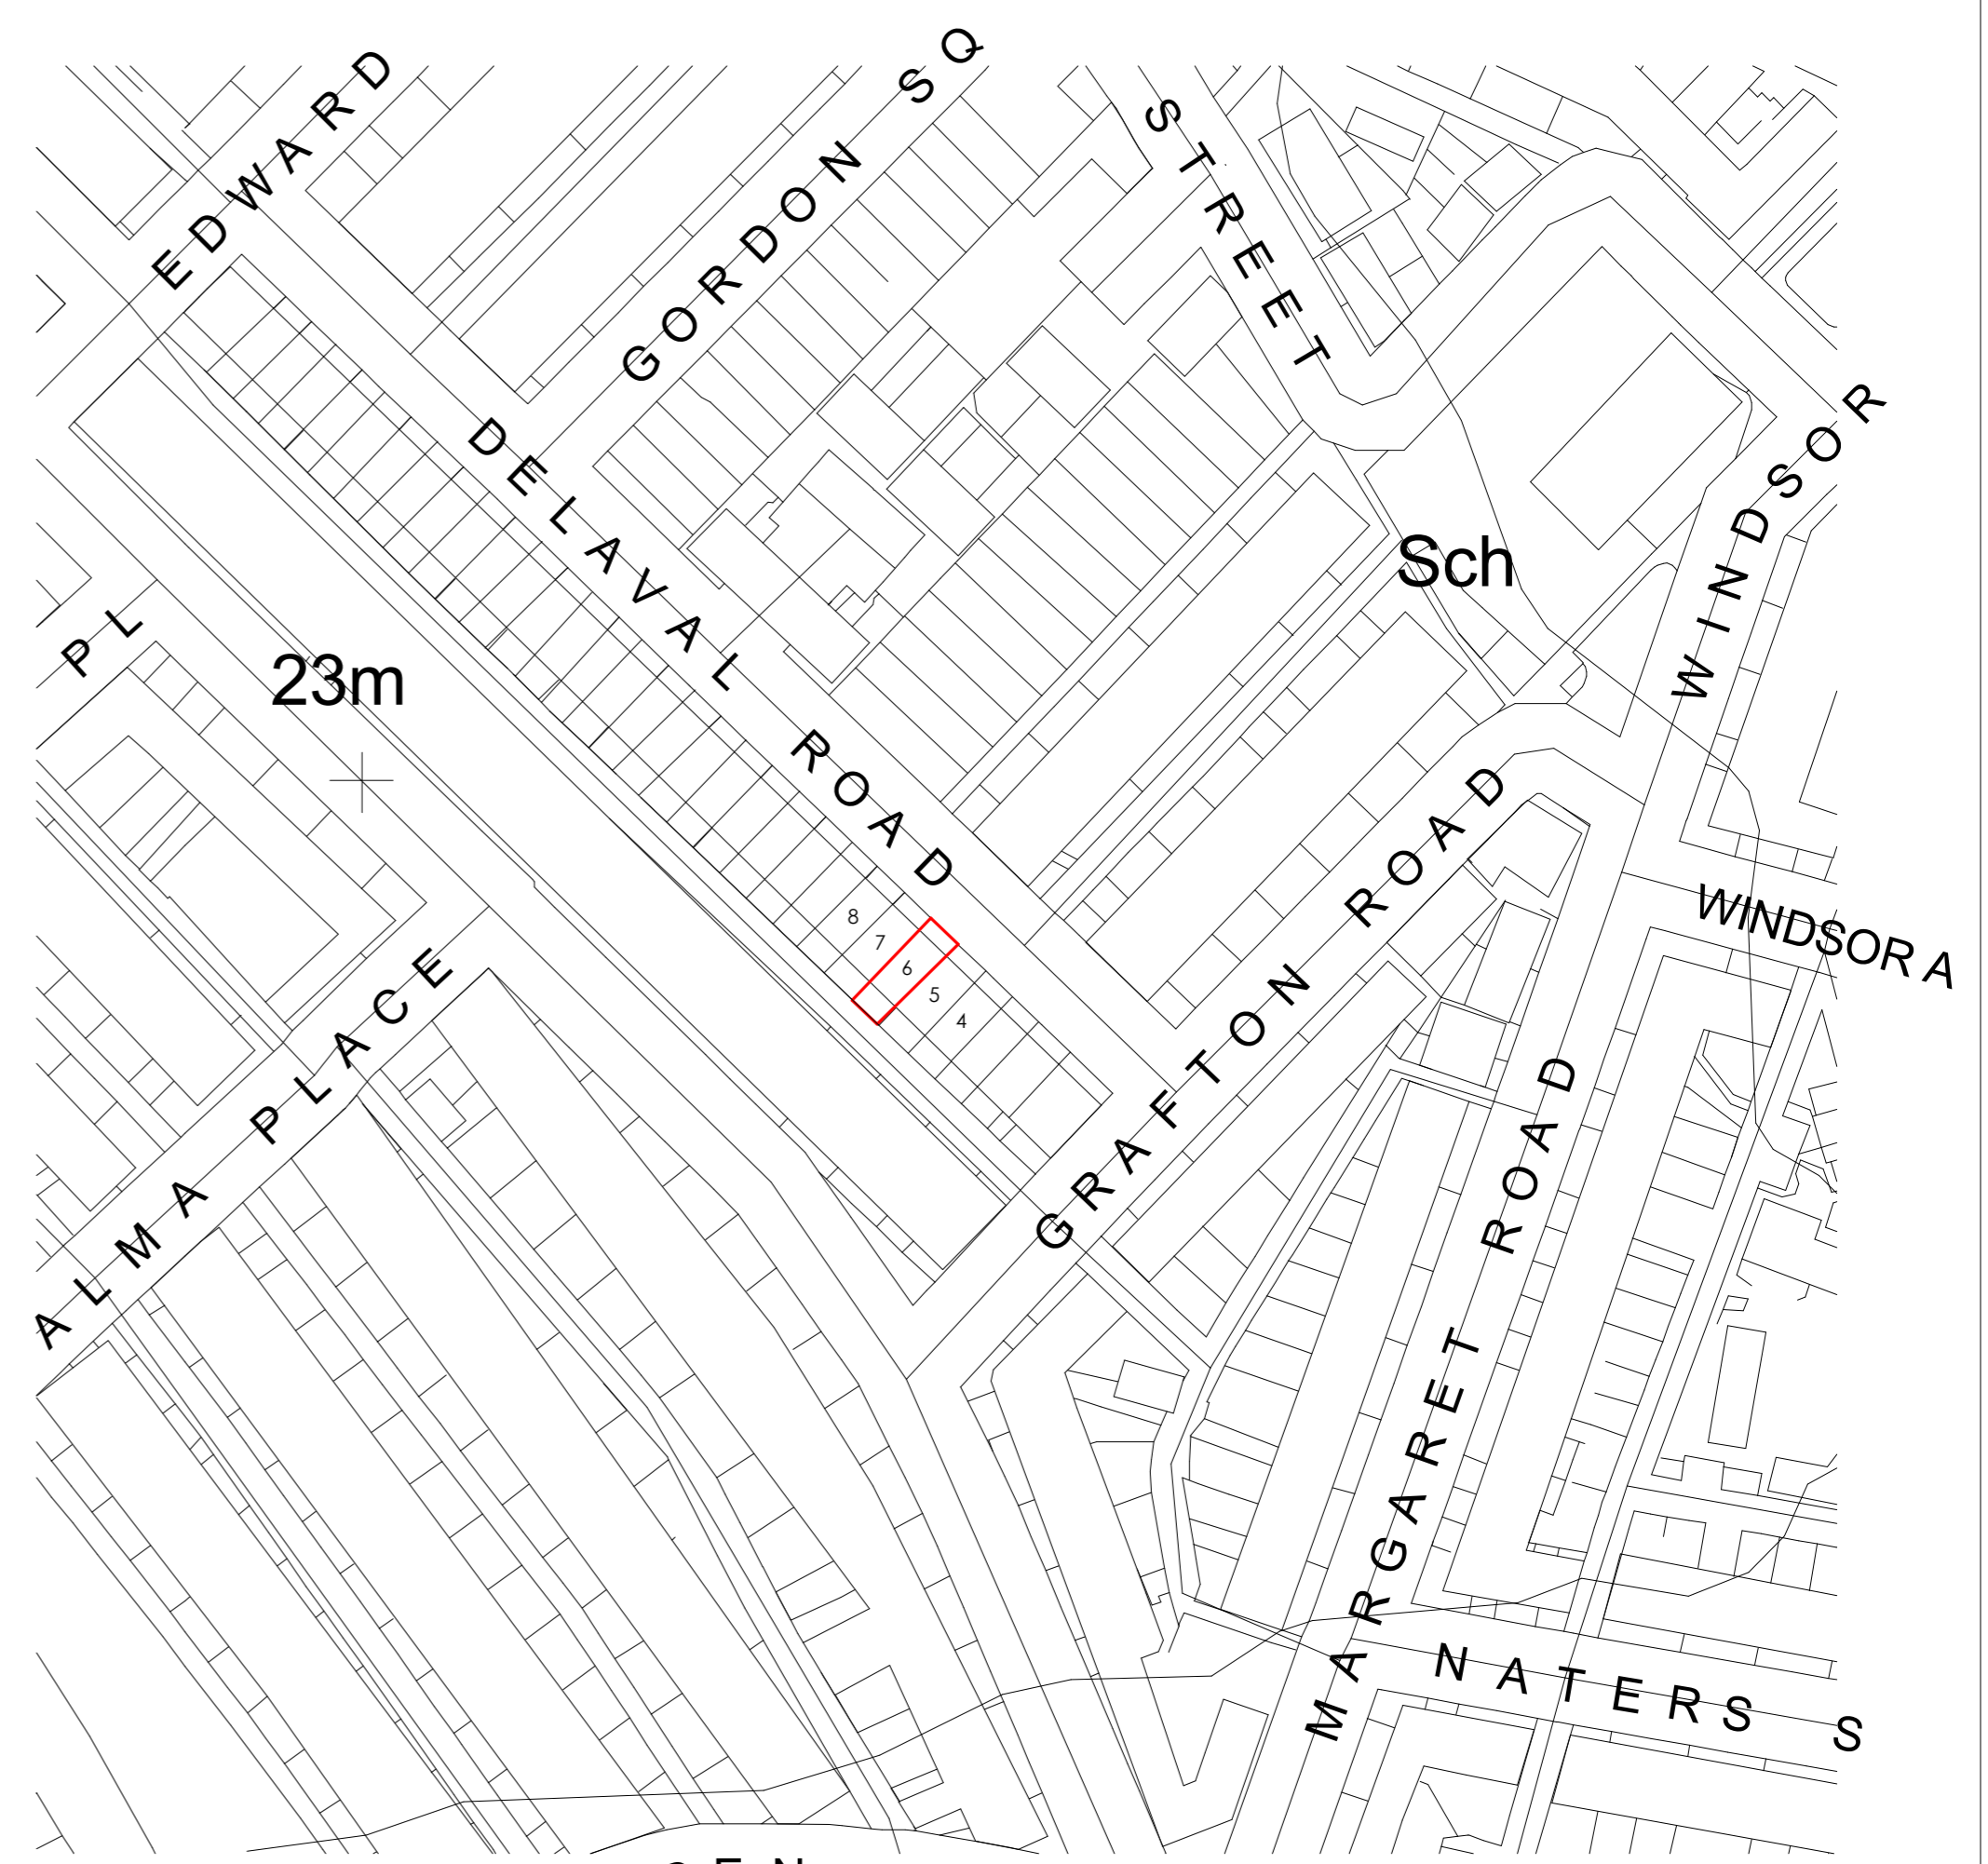 EDWARD
GORDON SQ
STREET
DELAVAL ROAD
WINDSOR
Sch
PL
23m
WINDSOR A
8
7
6
5
4
GRAFTON ROAD
ALMA PLACE
MARGARET ROAD
NATERS S